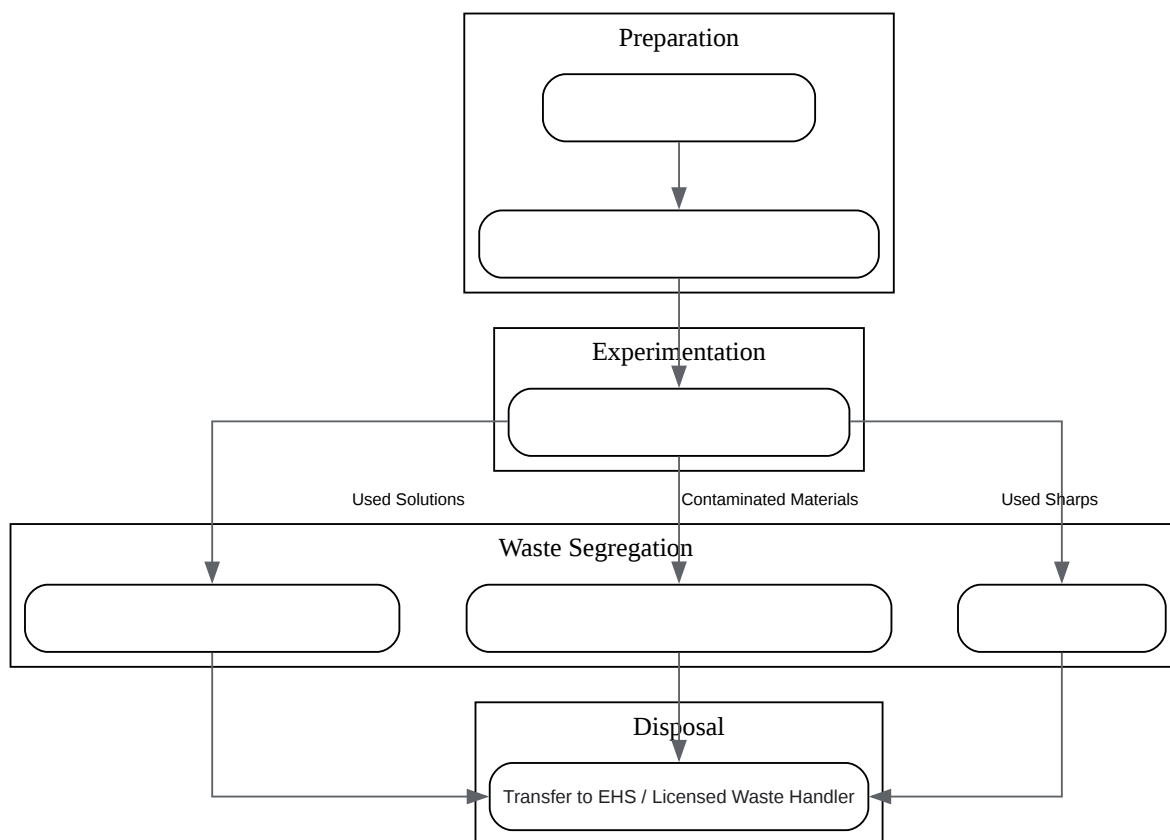 Preparation
Experimentation
Used Solutions
Contaminated Materials
Used Sharps
Waste Segregation
Disposal
Transfer to EHS / Licensed Waste Handler